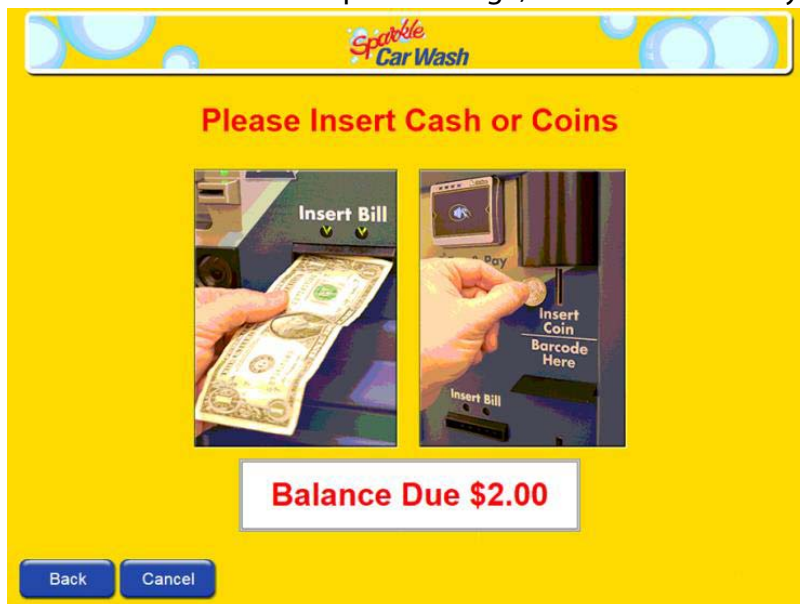 Sparkle
Car Wash
Please Insert Cash or Coins
Insert Bill
Pay
Insert
Coin
Barcode
Here
Insert Bill
Balance Due $2.00
Back
Cancel